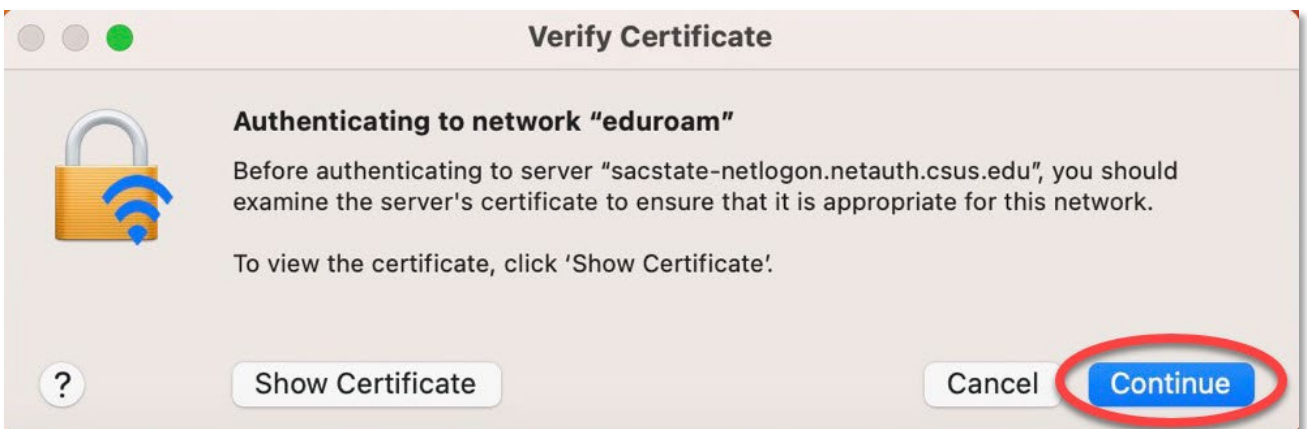 Verify Certificate
Authenticating to network “eduroam”
Before authenticating to server “sacstate-netlogon.netauth.csus.edu”, you should
examine the server's certificate to ensure that it is appropriate for this network.
To view the certificate, click ‘Show Certificate’.
? Show Certificate Cancel Continue